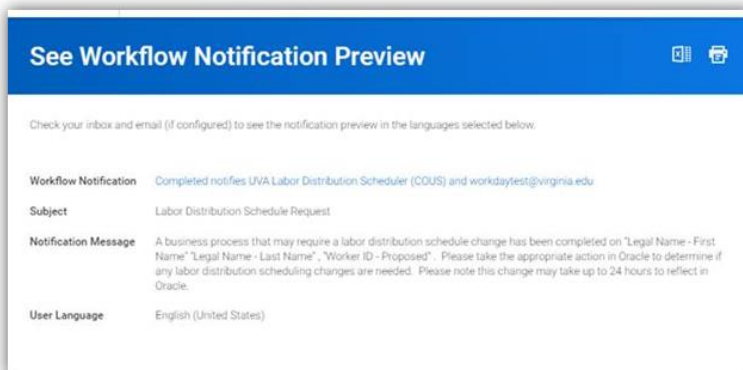 See Workflow Notification Preview
Check your inbox and email (if configured) to see the notification preview in the languages selected below.
Workflow Notification Completed notifies UVA Labor Distribution Scheduler (COUS) and workdaytest@virginia.edu
Subject Labor Distribution Schedule Request
Notification Message A business process that may require a labor distribution schedule change has been completed on "Legal Name - First
Name" "Legal Name - Last Name" , "Worker ID - Proposed" . Please take the appropriate action in Oracle to determine if
any labor distribution scheduling changes are needed. Please note this change may take up to 24 hours to reflect in
Oracle.
User Language English (United States)